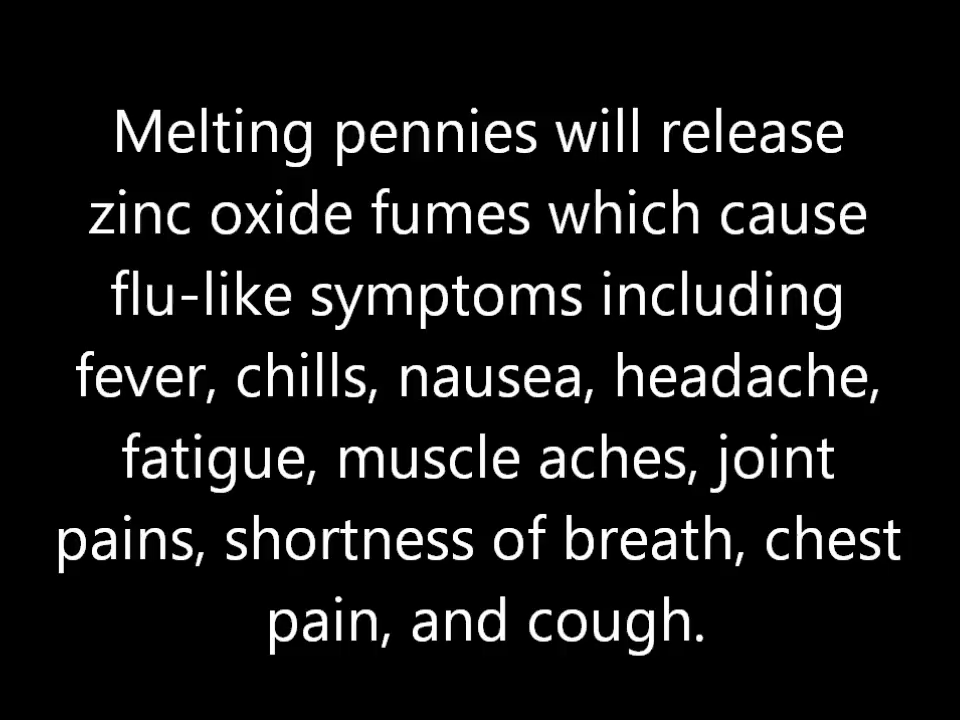 Melting pennies will release
zinc oxide fumes which cause
flu-like symptoms including
fever, chills, nausea, headache,
fatigue, muscle aches, joint
pains, shortness of breath, chest
pain, and cough.